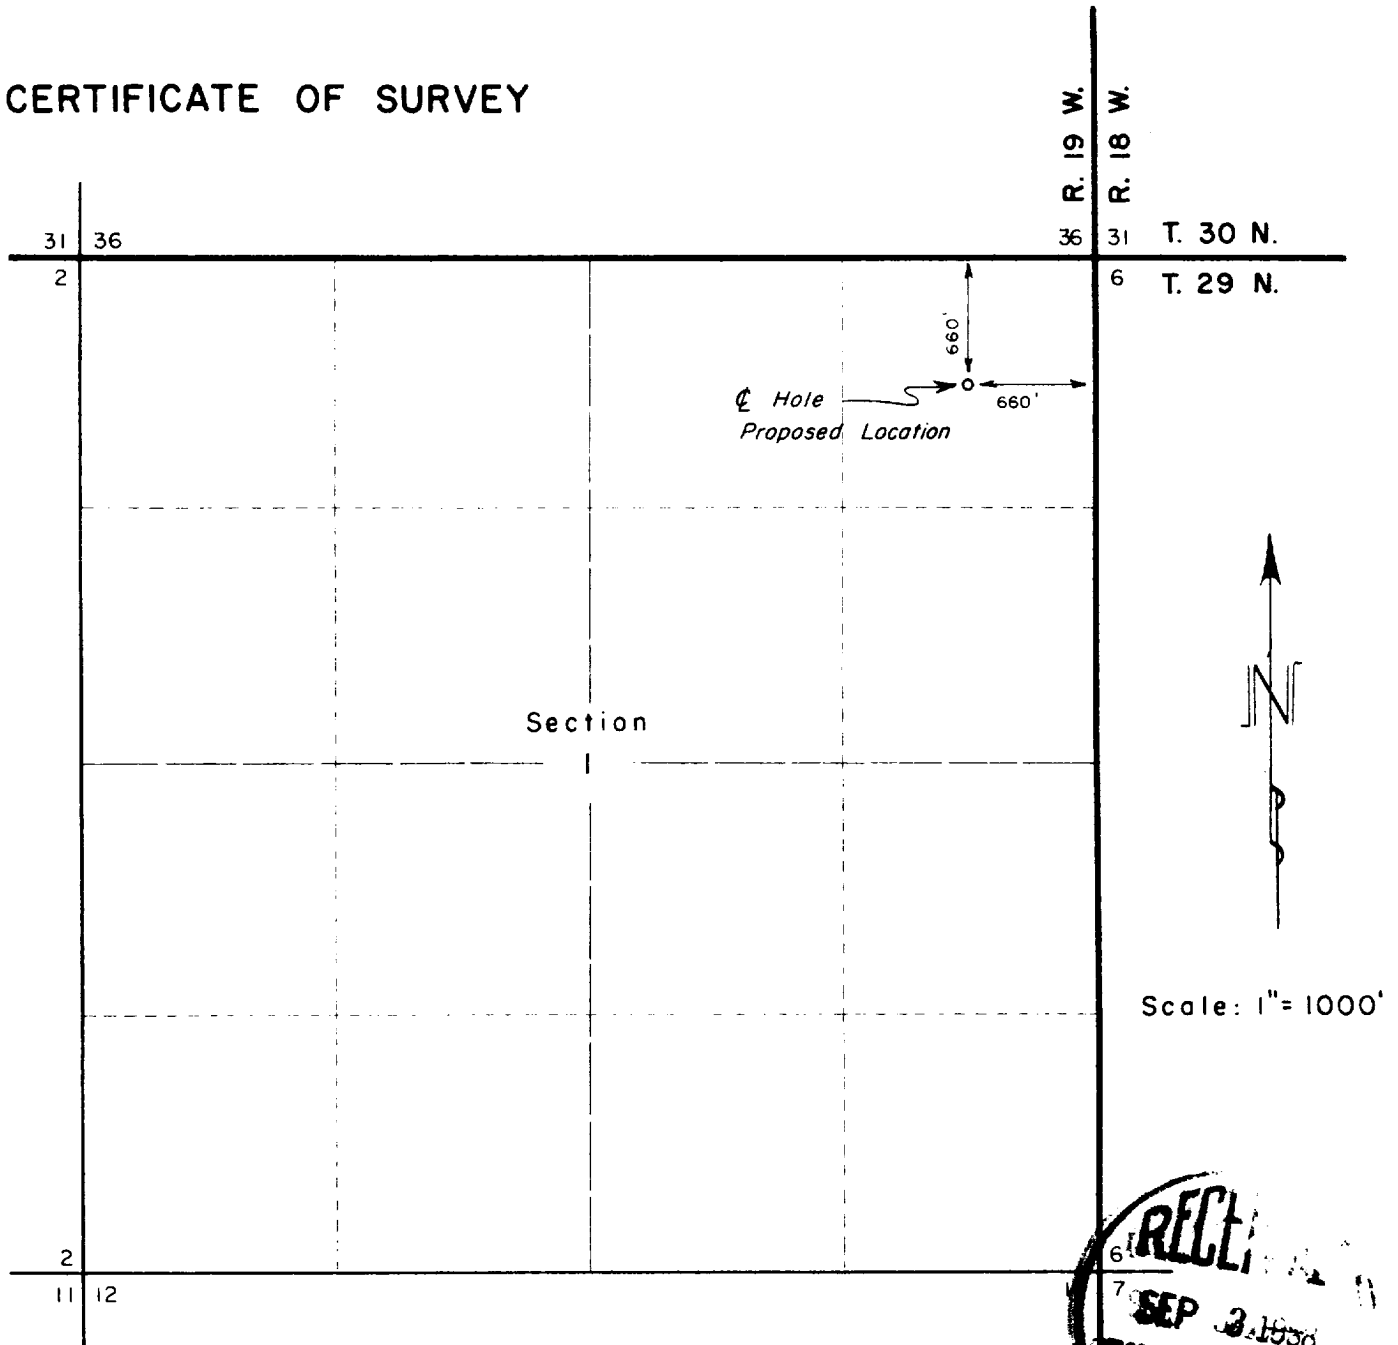 CERTIFICATE OF SURVEY
R. 19 W.
R. 18 W.
31 36
36 31 T. 30 N.
2
6 T. 29 N.
660'
660'
℄ Hole
Proposed Location
Section
1
N
Scale: 1"= 1000'
2
6
11 12
7
SEP 3